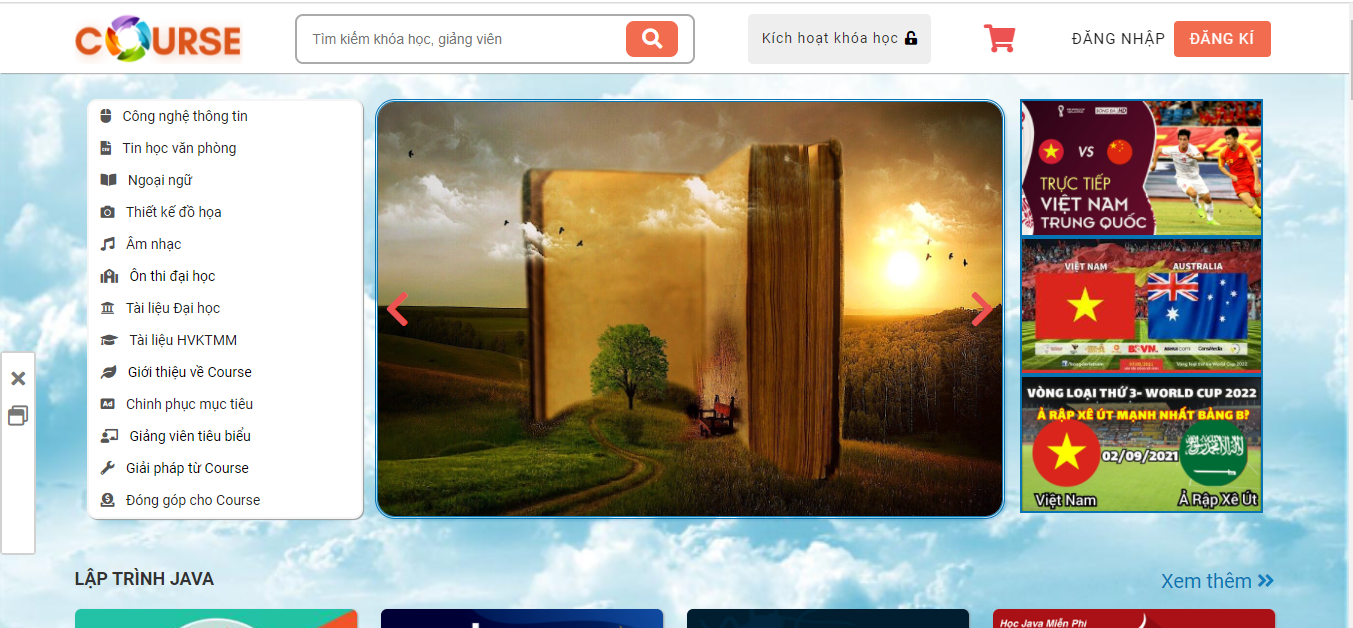 COURSE
Tìm kiếm khóa học, giảng viên
Kích hoạt khóa học
ĐĂNG NHẬP
ĐĂNG KÍ
Công nghệ thông tin
Tin học văn phòng
Ngoại ngữ
Thiết kế đồ họa
Âm nhạc
Ôn thi đại học
Tài liệu Đại học
Tài liệu HVKTMM
Giới thiệu về Course
Chinh phục mục tiêu
Giảng viên tiêu biểu
Giải pháp từ Course
Đóng góp cho Course
VS
TRỰC TIẾP
VIỆT NAM
TRUNG QUỐC
VIỆT NAM
AUSTRALIA
VÒNG LOẠI THỨ 3- WORLD CUP 2022
Ả RẬP XÊ ÚT MẠNH NHẤT BẢNG B?
02/09/2021
Việt Nam
Ả Rập Xê Út
LẬP TRÌNH JAVA
Xem thêm
Học Java Miễn Phí